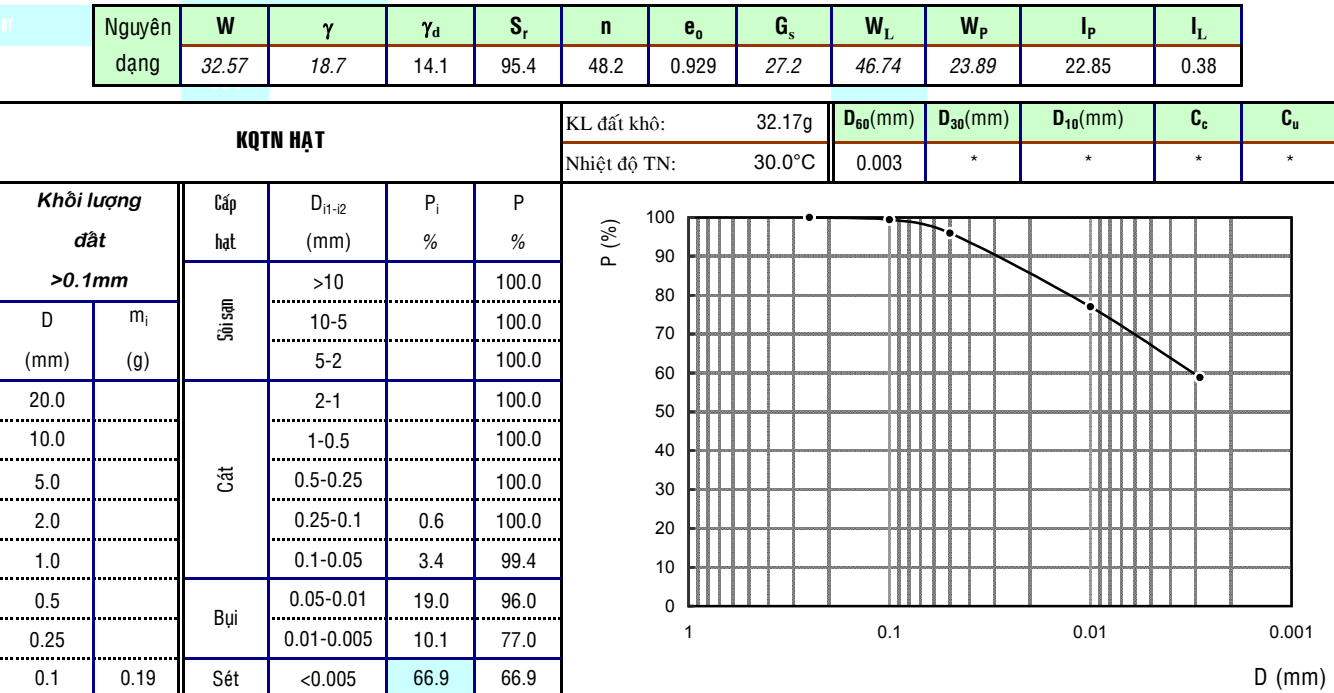 Nguyên W γ γd Sr n eo Gs WL WP IP IL
dạng 32.57 18.7 14.1 95.4 48.2 0.929 27.2 46.74 23.89 22.85 0.38
KQTN HẠT
KL đất khô: 32.17g D60(mm) D30(mm) D10(mm) Cc Cu
Nhiệt độ TN: 30.0°C 0.003 * * * *
Khối lượng
đất
>0.1mm
D mi
(mm) (g)
20.0
10.0
5.0
2.0
1.0
0.5
0.25
0.1 0.19
Cấp Di1-i2 Pi P
hạt (mm) % %
Sỏi sạn
>10 100.0
10-5 100.0
5-2 100.0
Cát
2-1 100.0
1-0.5 100.0
0.5-0.25 100.0
0.25-0.1 0.6 100.0
0.1-0.05 3.4 99.4
Bụi
0.05-0.01 19.0 96.0
0.01-0.005 10.1 77.0
Sét <0.005 66.9 66.9
P (%)
100
90
80
70
60
50
40
30
20
10
0
1 0.1 0.01 0.001
D (mm)